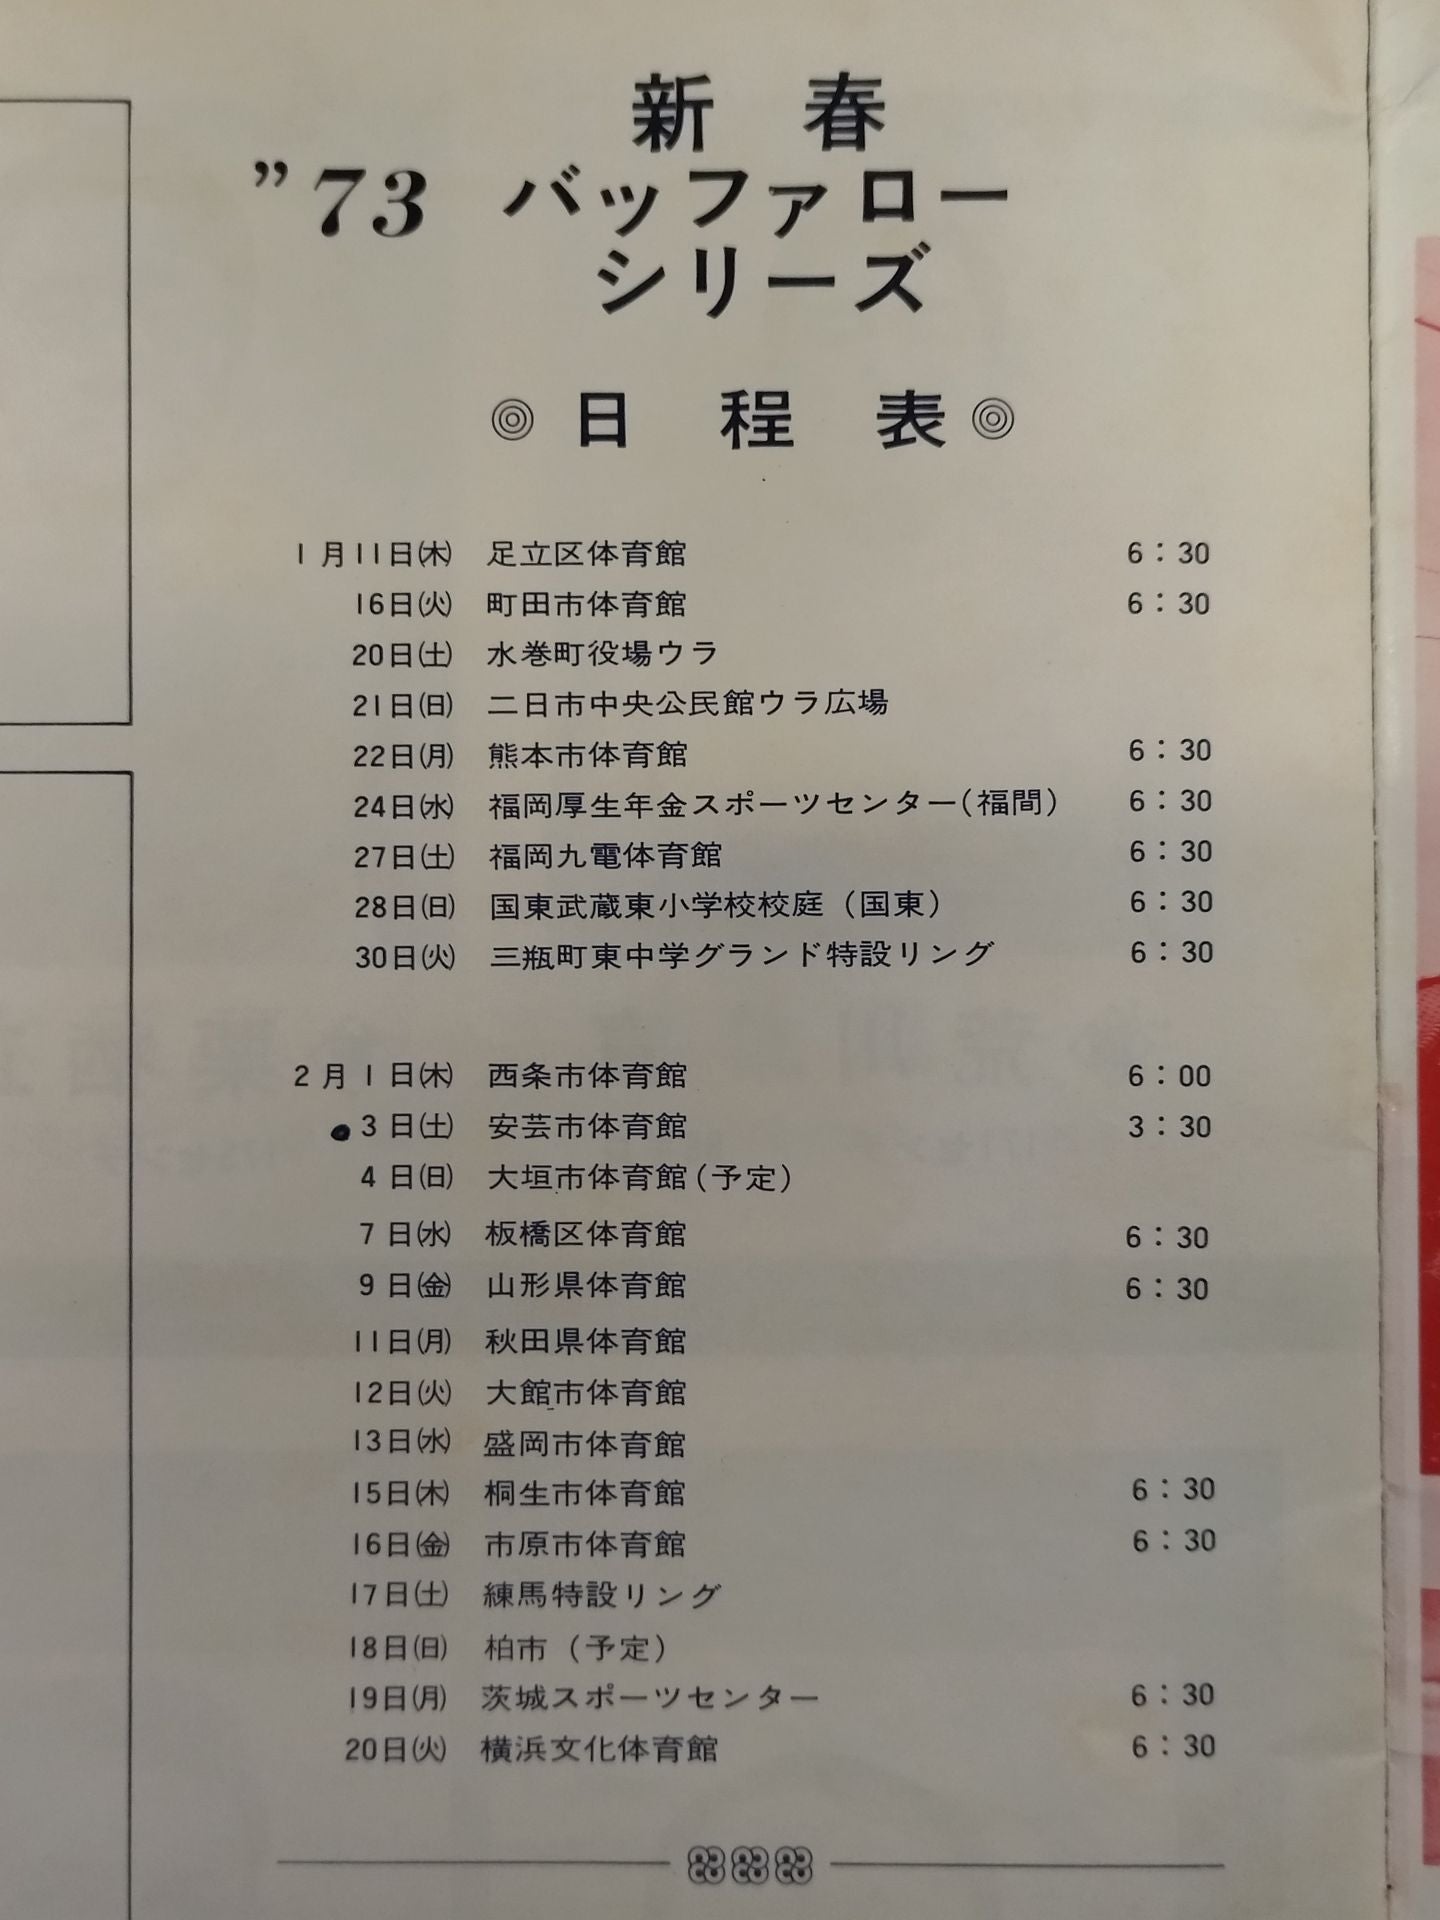 新春
”73 バッファロー
シリーズ
◎日程表◎
1月11日㈭ 足立区体育館 6:30
16日㈫ 町田市体育館 6:30
20日㈯ 水巻町役場ウラ
21日㈰ 二日市中央公民館ウラ広場
22日㈪ 熊本市体育館 6:30
24日㈬ 福岡厚生年金スポーツセンター(福間) 6:30
27日㈯ 福岡九電体育館 6:30
28日㈰ 国東武蔵東小学校校庭(国東) 6:30
30日㈫ 三瓶町東中学グランド特設リング 6:30
2月1日㈭ 西条市体育館 6:00
3日㈯ 安芸市体育館 3:30
4日㈰ 大垣市体育館(予定)
7日㈬ 板橋区体育館 6:30
9日㈮ 山形県体育館 6:30
11日㈪ 秋田県体育館
12日㈫ 大館市体育館
13日㈬ 盛岡市体育館
15日㈭ 桐生市体育館 6:30
16日㈮ 市原市体育館 6:30
17日㈯ 練馬特設リング
18日㈰ 柏市(予定)
19日㈪ 茨城スポーツセンター 6:30
20日㈫ 横浜文化体育館 6:30